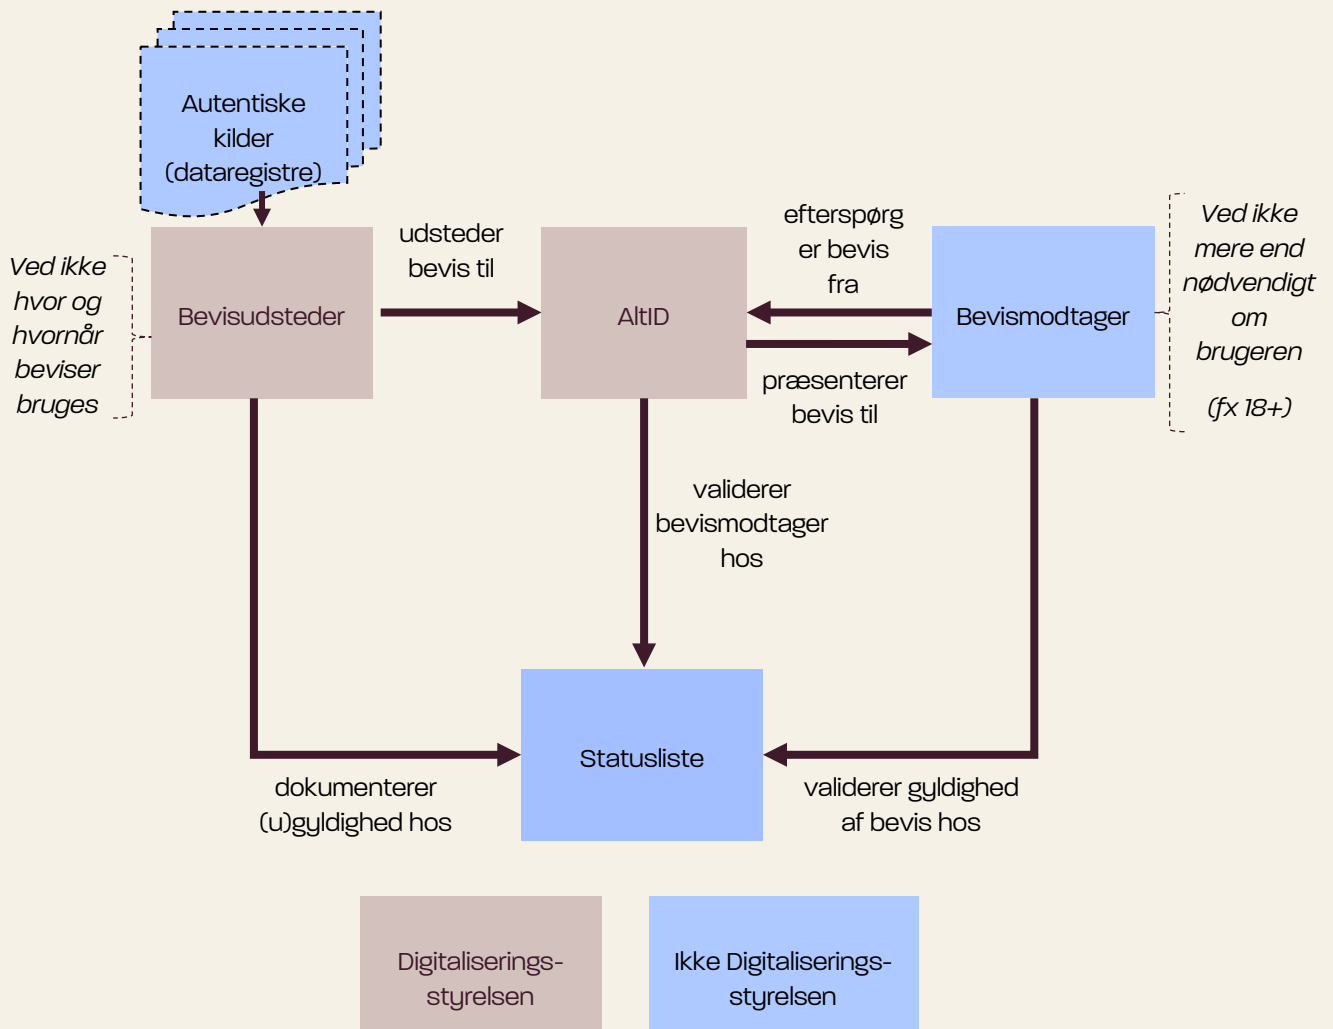 Autentiske
kilder
(dataregistre)
Ved ikke
hvor og
hvornår
beviser
bruges
Bevisudsteder
udsteder
bevis til
AltID
efterspørg
er bevis
fra
præsenterer
bevis til
Bevismodtager
Ved ikke
mere end
nødvendigt
om
brugeren
(fx 18+)
validerer
bevismodtager
hos
Statusliste
dokumenterer
(u)gyldighed hos
validerer gyldighed
af bevis hos
Digitaliserings-
styrelsen
Ikke Digitaliserings-
styrelsen